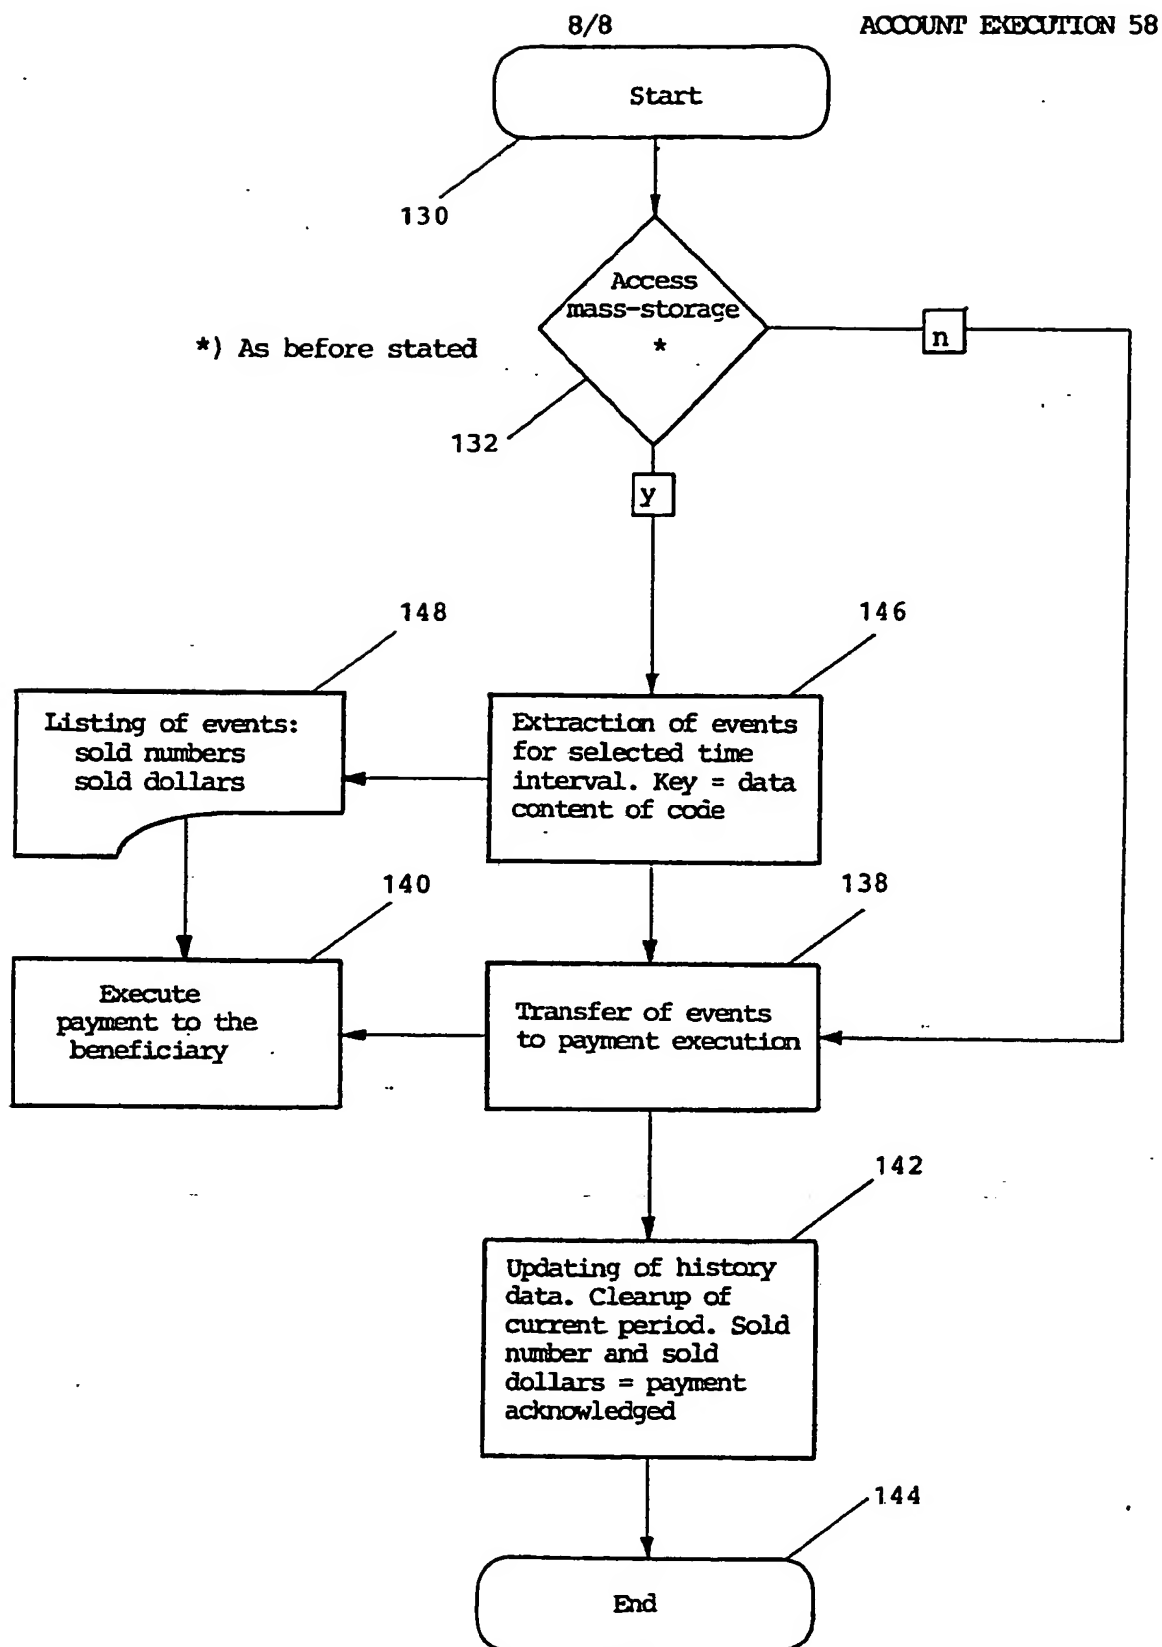 8/8
ACCOUNT EXECUTION 58
Start
130
Access
mass-storage
*
n
*) As before stated
132
y
148
146
Listing of events:
sold numbers
sold dollars
Extraction of events
for selected time
interval. Key = data
content of code
140
138
Execute
payment to the
beneficiary
Transfer of events
to payment execution
142
Updating of history
data. Clearup of
current period. Sold
number and sold
dollars = payment
acknowledged
144
End